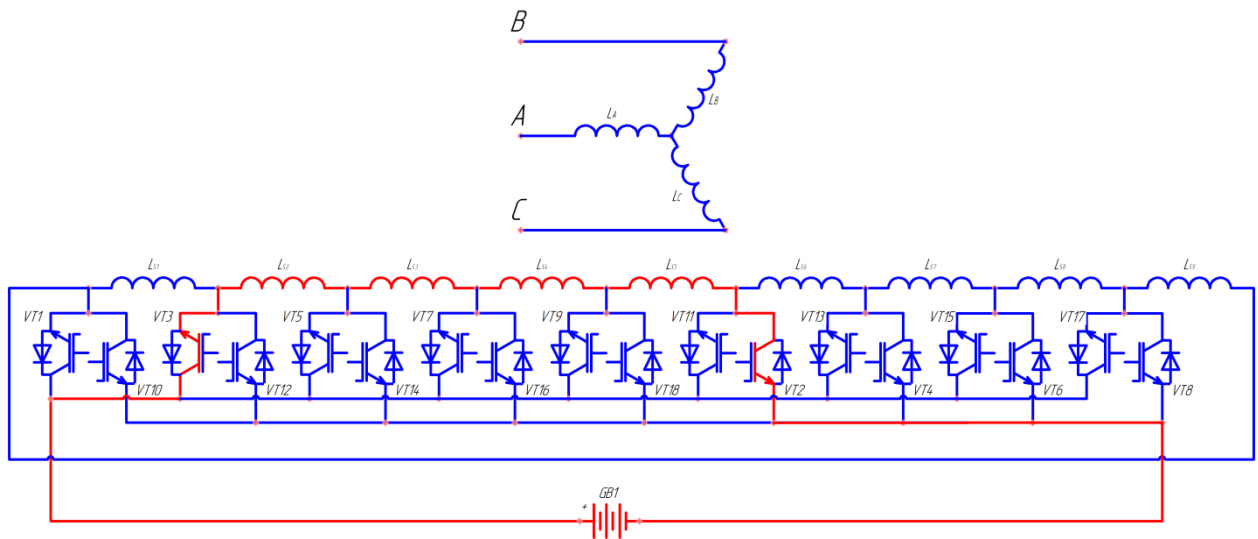 B
L_B
A
L_A
L_C
C
L_S1 L_S2 L_S3 L_S4 L_S5 L_S6 L_S7 L_S8 L_S9
VT1 VT3 VT5 VT7 VT9 VT11 VT13 VT15 VT17
VT10 VT12 VT14 VT16 VT18 VT2 VT4 VT6 VT8
GB1
+